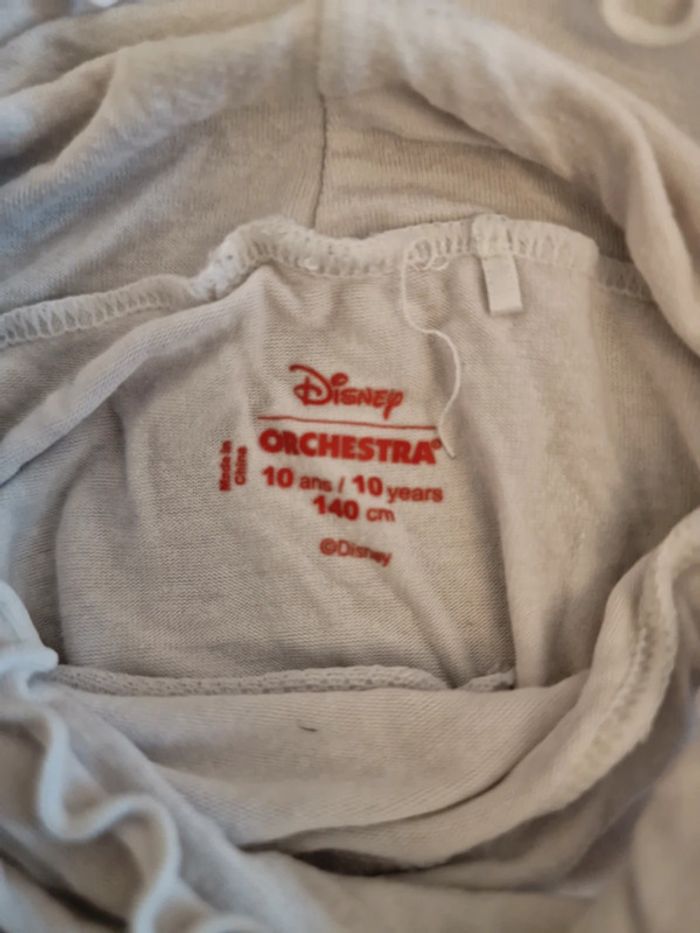 Disney
ORCHESTRA®
Made in
China
10 ans / 10 years
140 cm
©Disney